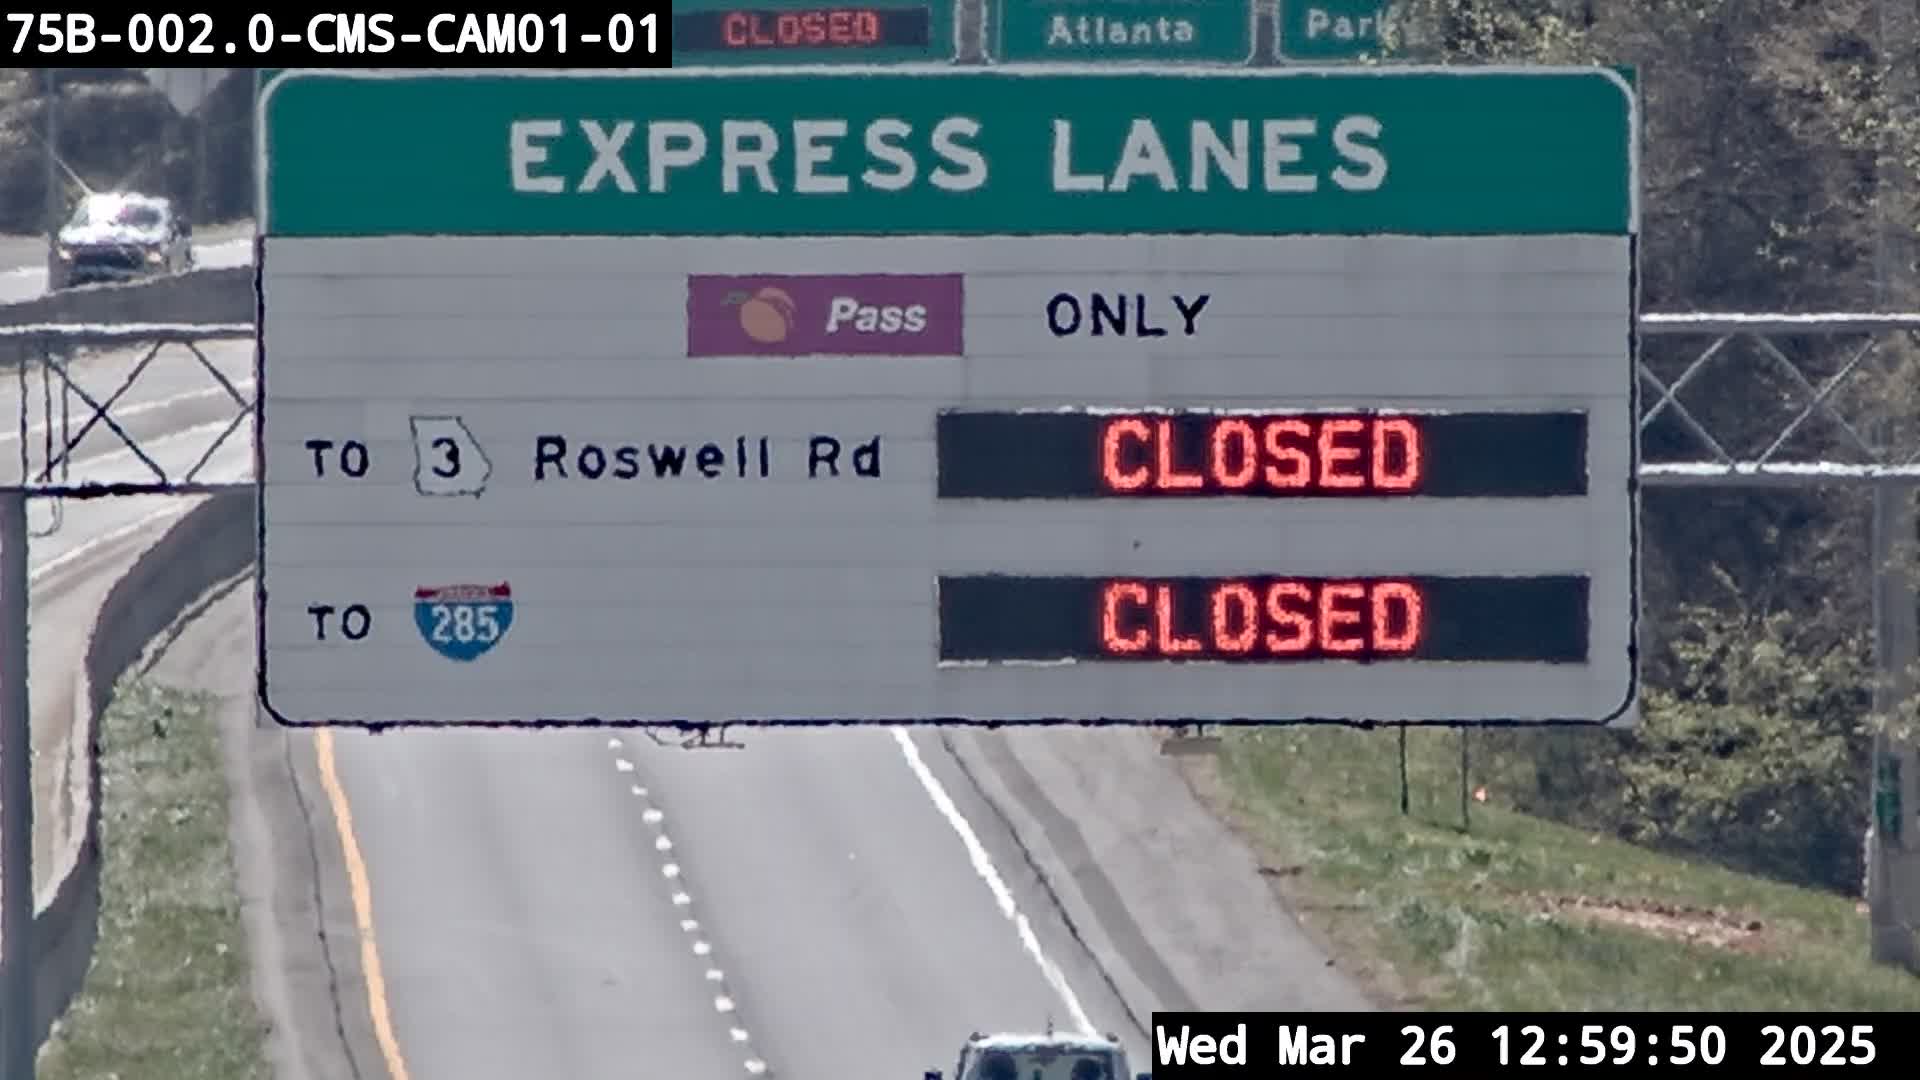 75B-002.0-CMS-CAM01-01
CLOSED
Atlanta
Park
EXPRESS LANES
Pass ONLY
TO 3 Roswell Rd CLOSED
TO 285 CLOSED
Wed Mar 26 12:59:50 2025